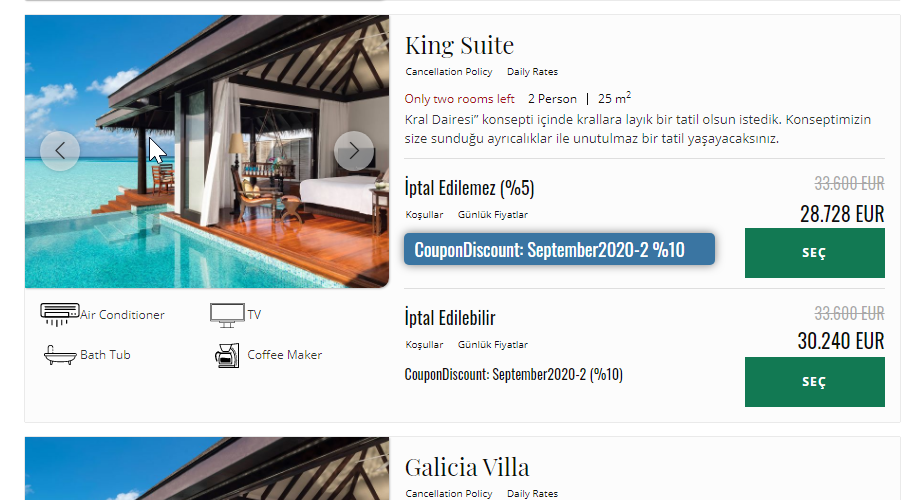 King Suite
Cancellation Policy Daily Rates
Only two rooms left 2 Person | 25 m²
Kral Dairesi” konsepti içinde krallara layık bir tatil olsun istedik. Konseptimizin
size sunduğu ayrıcalıklar ile unutulmaz bir tatil yaşayacaksınız.
İptal Edilemez (%5)
33.600 EUR
Koşullar Günlük Fiyatlar
28.728 EUR
CouponDiscount: September2020-2 %10
SEÇ
Air Conditioner TV
Bath Tub Coffee Maker
İptal Edilebilir
33.600 EUR
Koşullar Günlük Fiyatlar
30.240 EUR
CouponDiscount: September2020-2 (%10)
SEÇ
Galicia Villa
Cancellation Policy Daily Rates